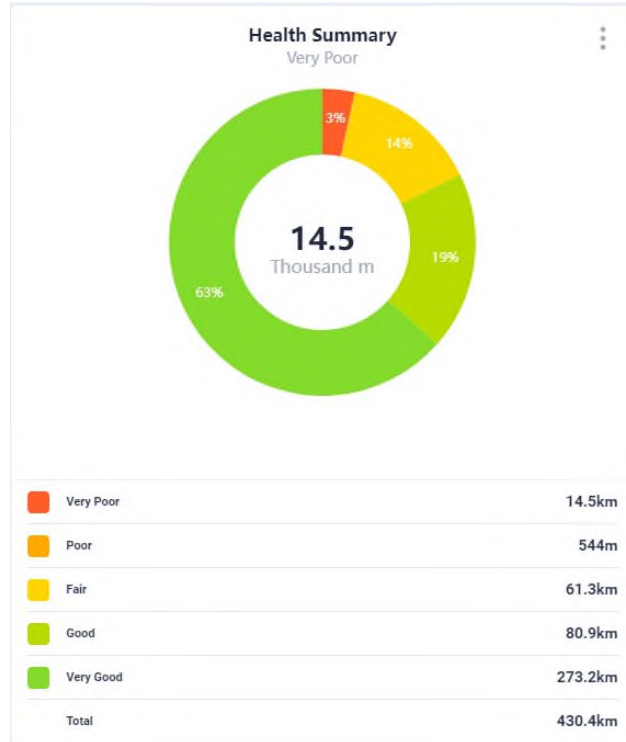 Health Summary
Very Poor
3%
14%
19%
63%
14.5
Thousand m
Very Poor 14.5km
Poor 544m
Fair 61.3km
Good 80.9km
Very Good 273.2km
Total 430.4km